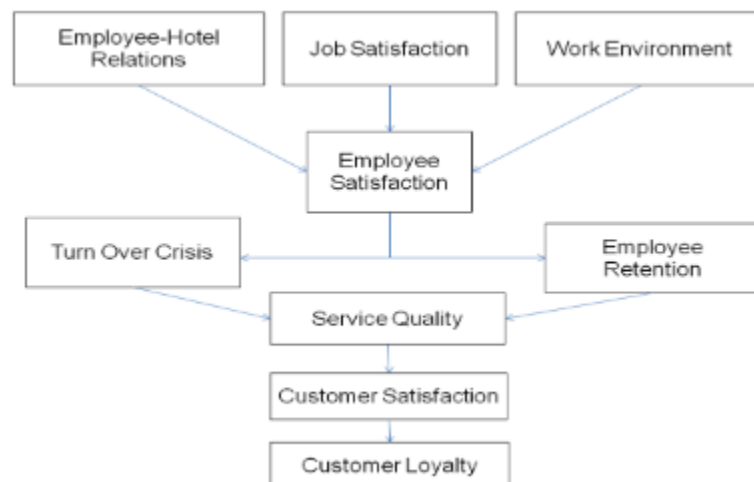 Employee-Hotel
Relations
Job Satisfaction
Work Environment
Employee
Satisfaction
Turn Over Crisis
Employee
Retention
Service Quality
Customer Satisfaction
Customer Loyalty